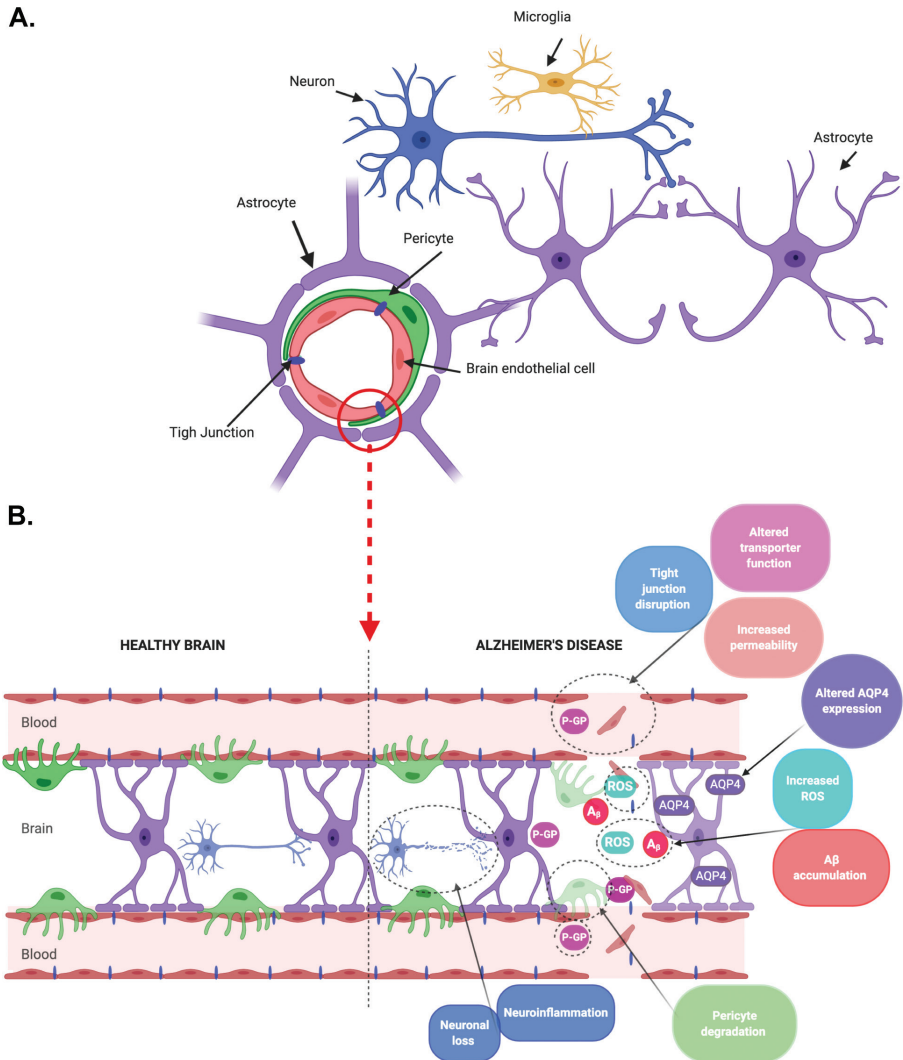 A.
Microglia
Neuron
Astrocyte
Astrocyte
Pericyte
Brain endothelial cell
Tigh Junction
B.
Altered
transporter
function
Tight
junction
disruption
Increased
permeability
HEALTHY BRAIN
ALZHEIMER'S DISEASE
Altered AQP4
expression
Blood
P-GP
Increased
ROS
ROS
AQP4
AQP4
Aβ
Brain
P-GP
ROS
Aβ
Aβ
accumulation
AQP4
P-GP
Blood
P-GP
Neuroinflammation
Neuronal
loss
Pericyte
degradation